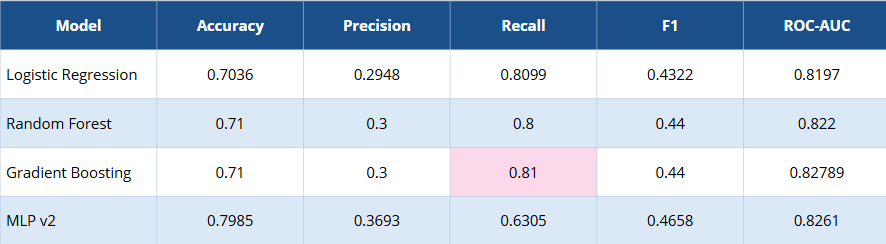 Model Accuracy Precision Recall F1 ROC-AUC
Logistic Regression 0.7036 0.2948 0.8099 0.4322 0.8197
Random Forest 0.71 0.3 0.8 0.44 0.822
Gradient Boosting 0.71 0.3 0.81 0.44 0.82789
MLP v2 0.7985 0.3693 0.6305 0.4658 0.8261